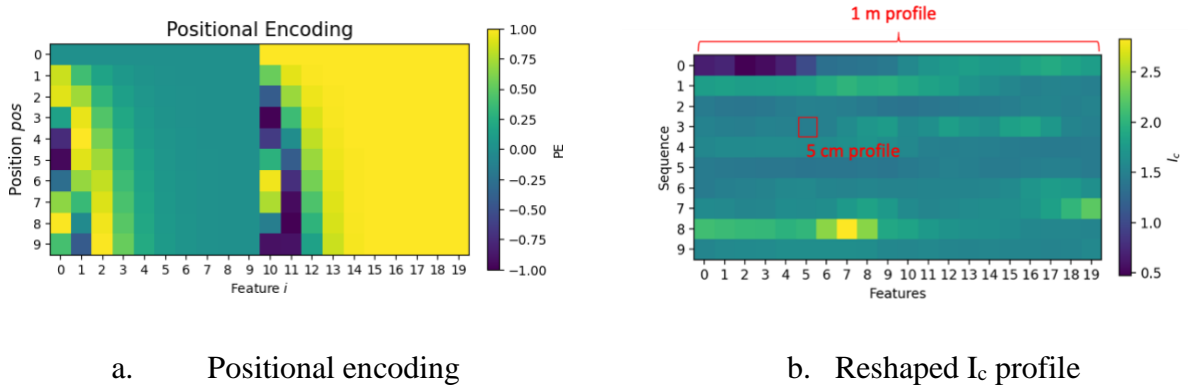 Positional Encoding
Position pos
0
1
2
3
4
5
6
7
8
9
0 1 2 3 4 5 6 7 8 9 10 11 12 13 14 15 16 17 18 19
Feature i
1.00
0.75
0.50
0.25
0.00
−0.25
−0.50
−0.75
−1.00
PE
a. Positional encoding
1 m profile
Sequence
0
1
2
3
4
5
6
7
8
9
5 cm profile
0 1 2 3 4 5 6 7 8 9 10 11 12 13 14 15 16 17 18 19
Features
2.5
2.0
1.5
1.0
0.5
I_c
b. Reshaped I_c profile